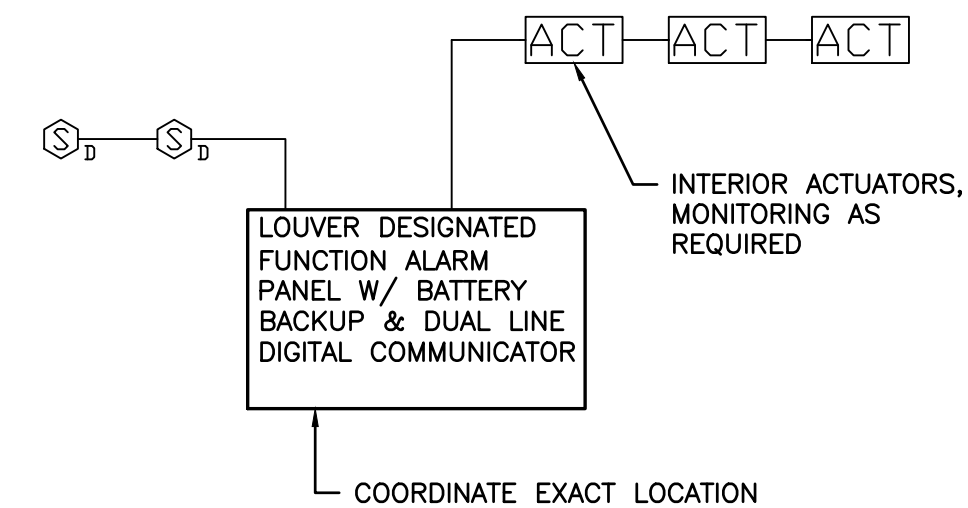 ACT ACT ACT
S D S D
INTERIOR ACTUATORS,
MONITORING AS
REQUIRED
LOUVER DESIGNATED
FUNCTION ALARM
PANEL W/ BATTERY
BACKUP & DUAL LINE
DIGITAL COMMUNICATOR
COORDINATE EXACT LOCATION